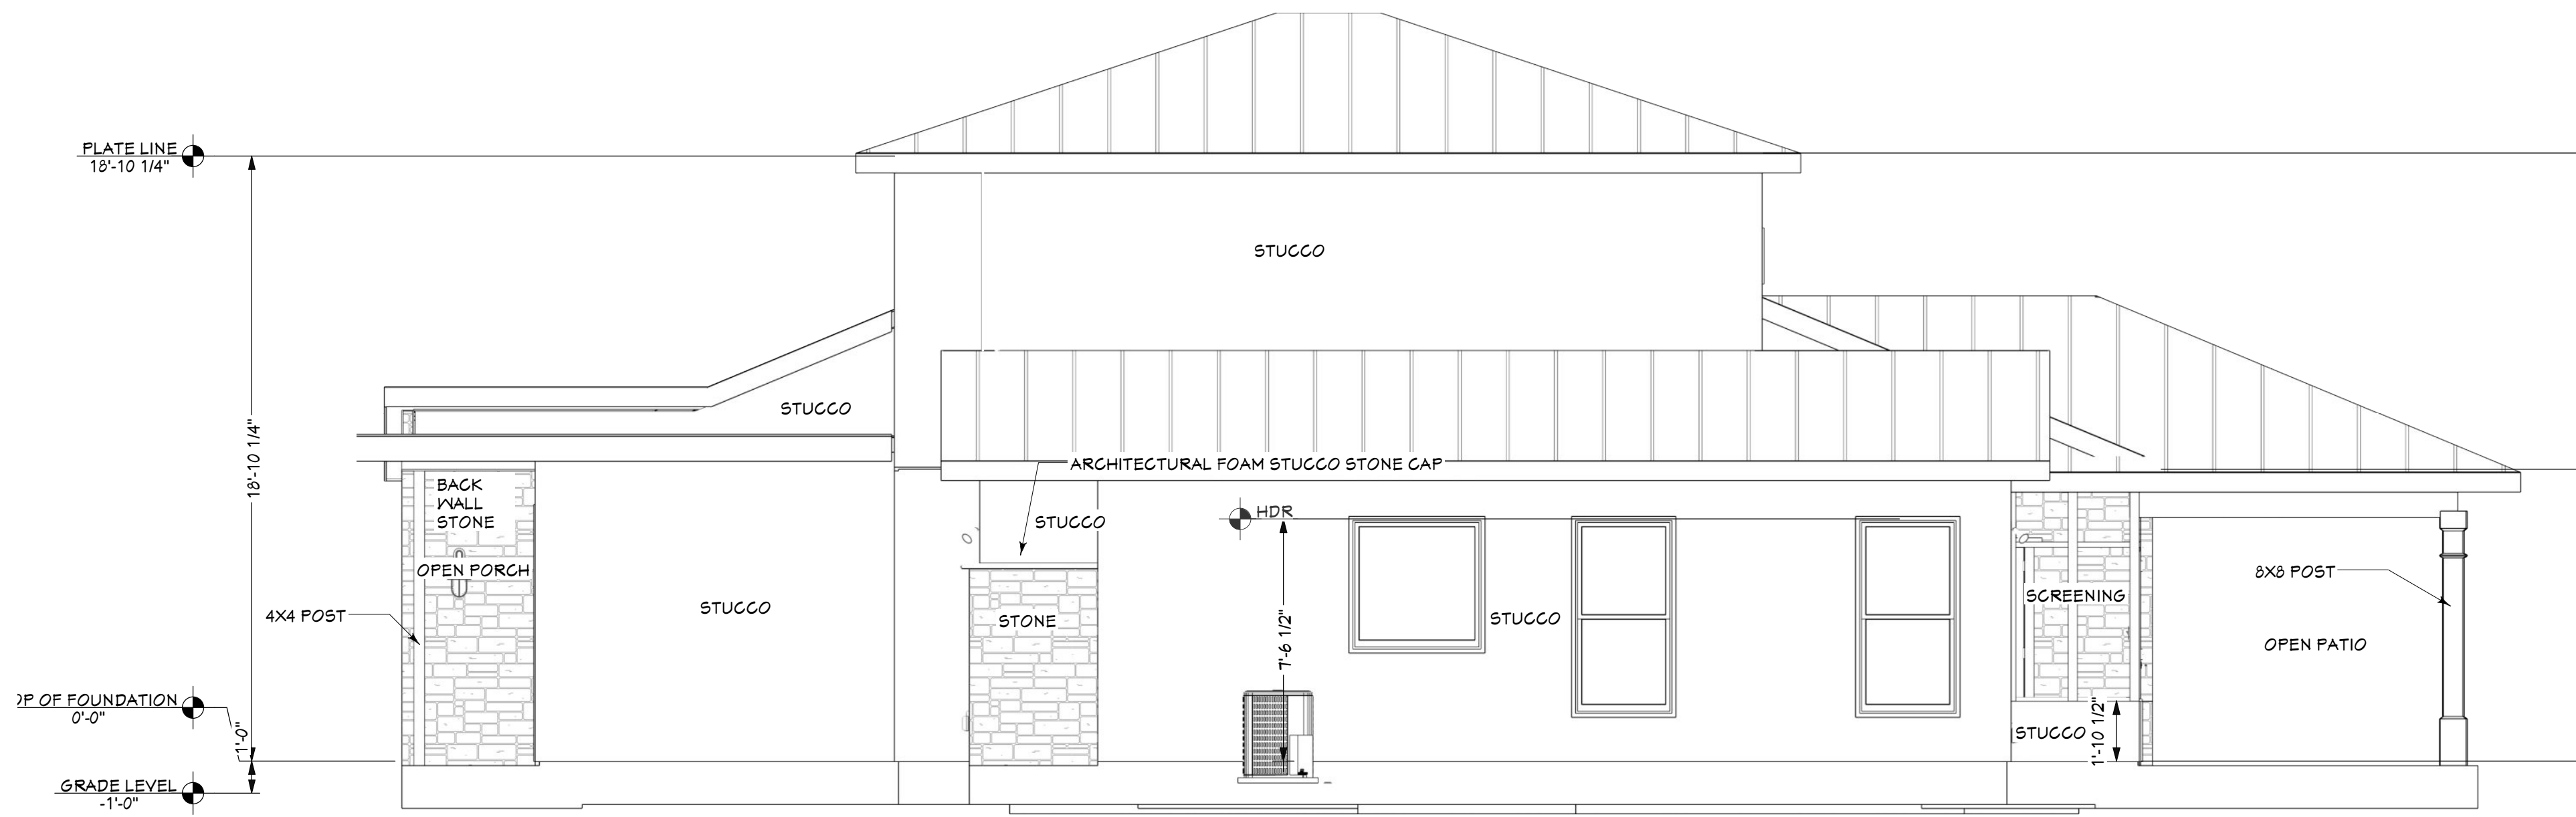 PLATE LINE
18'-10 1/4"
STUCCO
STUCCO
18'-10 1/4"
ARCHITECTURAL FOAM STUCCO STONE CAP
BACK
WALL
STONE
HDR
STUCCO
OPEN PORCH
8X8 POST
SCREENING
STUCCO
4X4 POST
STONE
STUCCO
7'-6 1/2"
OPEN PATIO
OP OF FOUNDATION
0'-0"
1'-0"
STUCCO
1'-10 1/2"
GRADE LEVEL
-1'-0"